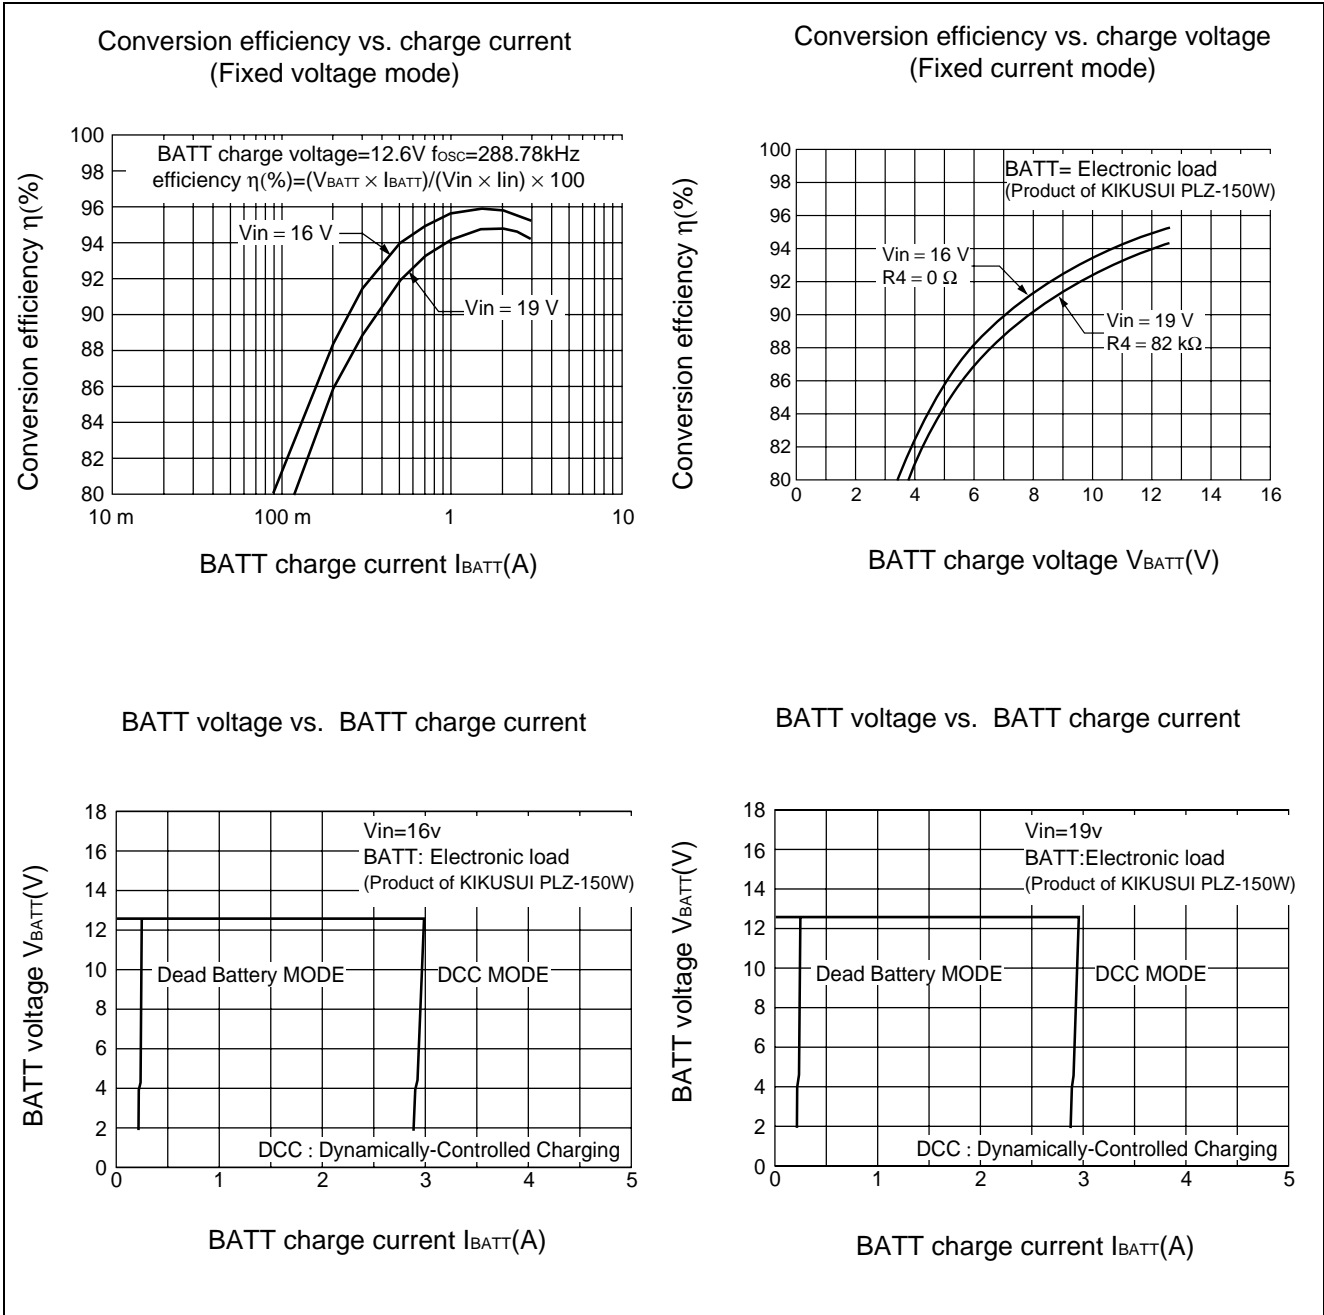 Conversion efficiency vs. charge current
(Fixed voltage mode)
100
98
96
94
92
90
88
86
84
82
80
10 m
100 m
1
10
BATT charge voltage=12.6V fOSC=288.78kHz
efficiency η(%)=(VBATT × IBATT)/(Vin × Iin) × 100
Vin = 16 V
Vin = 19 V
Conversion efficiency η(%)
BATT charge current IBATT(A)
Conversion efficiency vs. charge voltage
(Fixed current mode)
100
98
96
94
92
90
88
86
84
82
80
0
2
4
6
8
10
12
14
16
BATT= Electronic load
(Product of KIKUSUI PLZ-150W)
Vin = 16 V
R4 = 0 Ω
Vin = 19 V
R4 = 82 kΩ
Conversion effciency η(%)
BATT charge voltage VBATT(V)
BATT voltage vs. BATT charge current
18
16
14
12
10
8
6
4
2
0
0
1
2
3
4
5
Vin=16v
BATT: Electronic load
(Product of KIKUSUI PLZ-150W)
Dead Battery MODE
DCC MODE
DCC : Dynamically-Controlled Charging
BATT voltage VBATT(V)
BATT charge current IBATT(A)
BATT voltage vs. BATT charge current
18
16
14
12
10
8
6
4
2
0
0
1
2
3
4
5
Vin=19v
BATT:Electronic load
(Product of KIKUSUI PLZ-150W)
Dead Battery MODE
DCC MODE
DCC : Dynamically-Controlled Charging
BATT voltage VBATT(V)
BATT charge current IBATT(A)